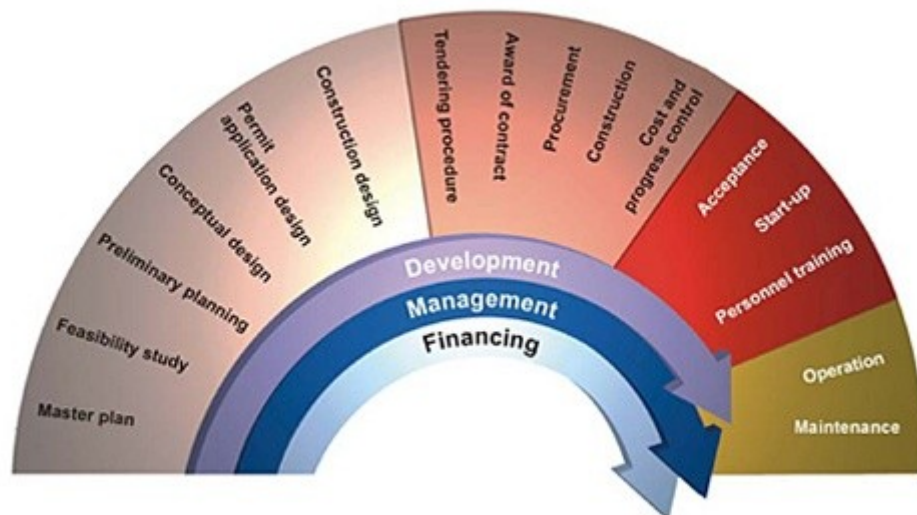 Master plan
Feasibility study
Preliminary planning
Conceptual design
Permit
application design
Construction design
Tendering procedure
Award of contract
Procurement
Construction
Cost and
progress control
Acceptance
Start-up
Personnel training
Operation
Maintenance
Development
Management
Financing